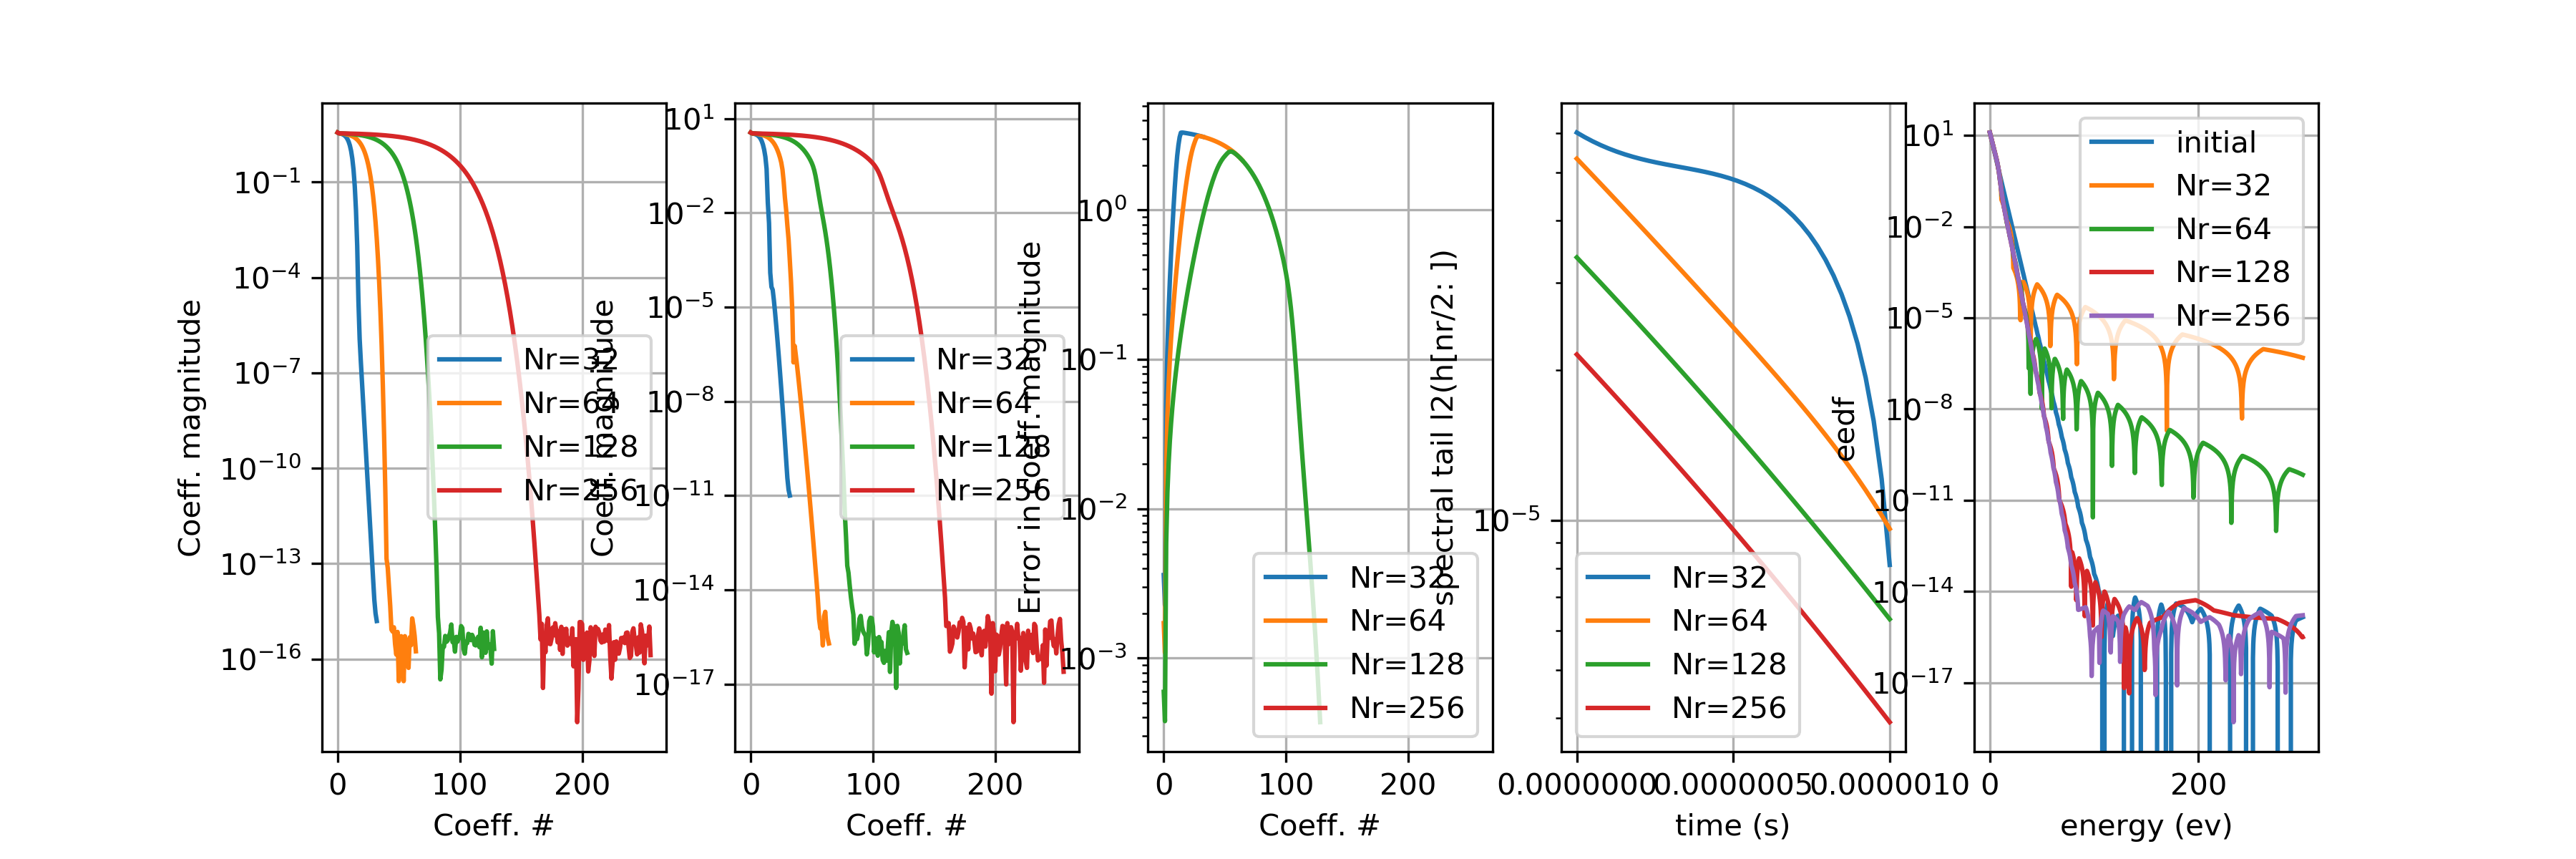 Coeff. magnitude
10⁻¹
10⁻⁴
10⁻⁷
10⁻¹⁰
10⁻¹³
10⁻¹⁶
Nr=32
Nr=64
Nr=128
Nr=256
0 100 200
Coeff. #
Coeff. magnitude
10¹
10⁻²
10⁻⁵
10⁻⁸
10⁻¹¹
10⁻¹⁴
10⁻¹⁷
Nr=32
Nr=64
Nr=128
Nr=256
0 100 200
Coeff. #
Error in coeff. magnitude
10⁰
10⁻¹
10⁻²
10⁻³
Nr=32
Nr=64
Nr=128
Nr=256
0 100 200
Coeff. #
spectral tail l2(h[nr/2: ])
10⁻⁵
Nr=32
Nr=64
Nr=128
Nr=256
0.0000000 0.0000005 0.0000010
time (s)
eedf
10¹
10⁻²
10⁻⁵
10⁻⁸
10⁻¹¹
10⁻¹⁴
10⁻¹⁷
initial
Nr=32
Nr=64
Nr=128
Nr=256
0 200
energy (ev)